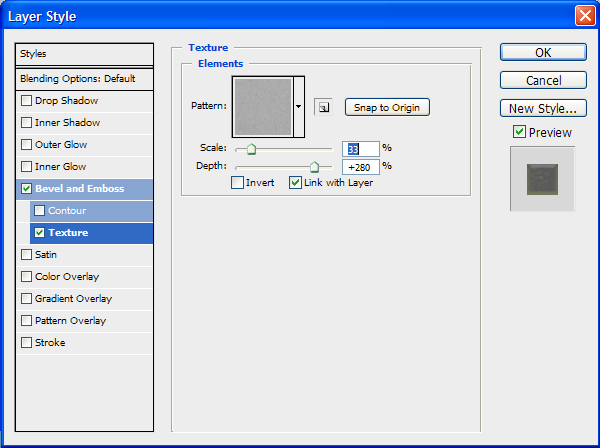 Layer Style
Styles
Blending Options: Default
Drop Shadow
Inner Shadow
Outer Glow
Inner Glow
Bevel and Emboss
Contour
Texture
Satin
Color Overlay
Gradient Overlay
Pattern Overlay
Stroke
Texture
Elements
Pattern:
Snap to Origin
Scale: 33 %
Depth: +280 %
Invert Link with Layer
OK
Cancel
New Style...
Preview